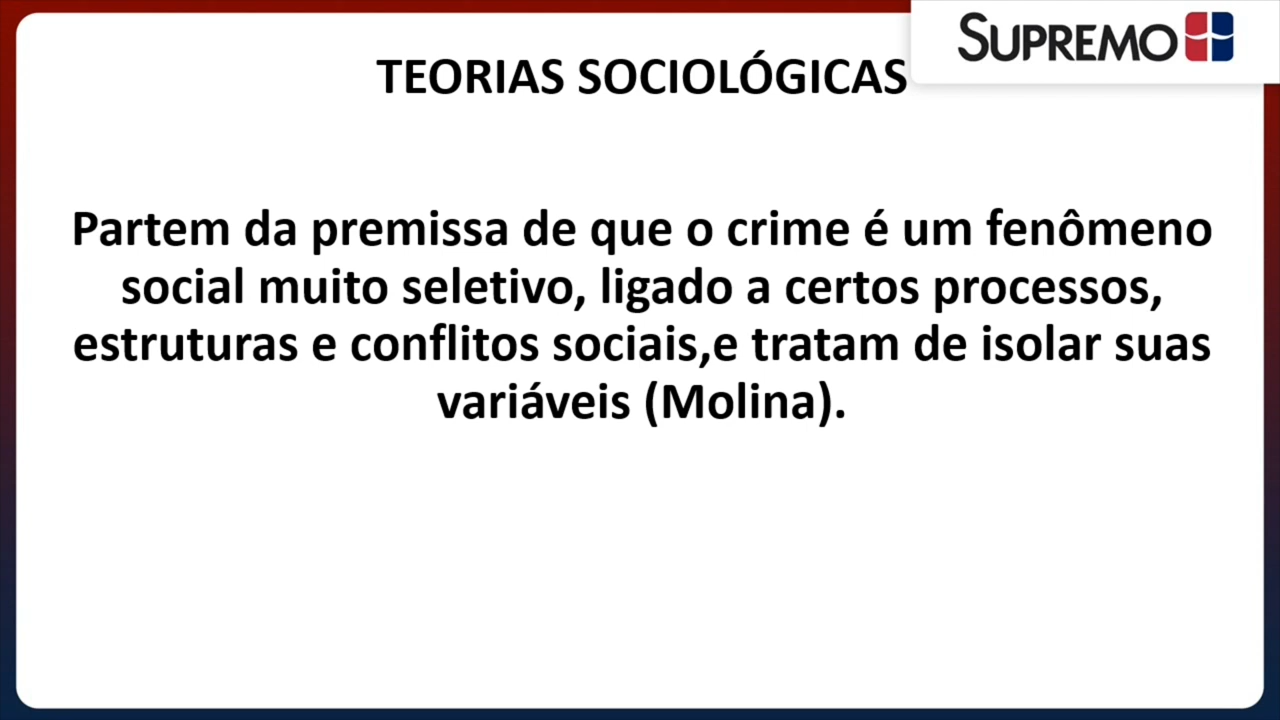 SUPREMO
TEORIAS SOCIOLÓGICAS
Partem da premissa de que o crime é um fenômeno
social muito seletivo, ligado a certos processos,
estruturas e conflitos sociais,e tratam de isolar suas
variáveis (Molina).